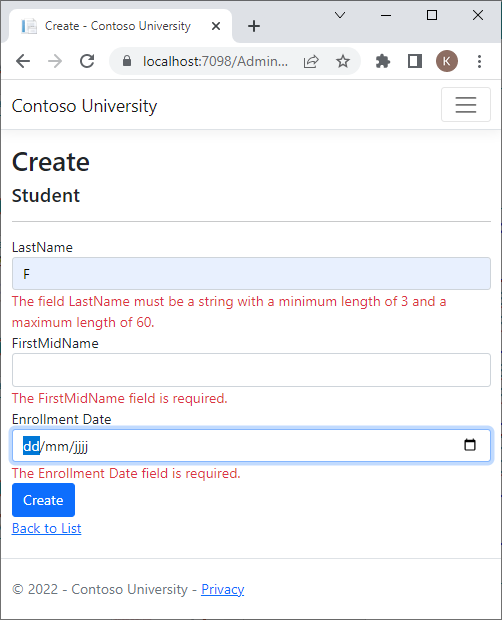 Create - Contoso University
localhost:7098/Admin...
K
Contoso University
Create
Student
LastName
F
The field LastName must be a string with a minimum length of 3 and a
maximum length of 60.
FirstMidName
The FirstMidName field is required.
Enrollment Date
dd/mm/jjjj
The Enrollment Date field is required.
Create
Back to List
© 2022 - Contoso University - Privacy